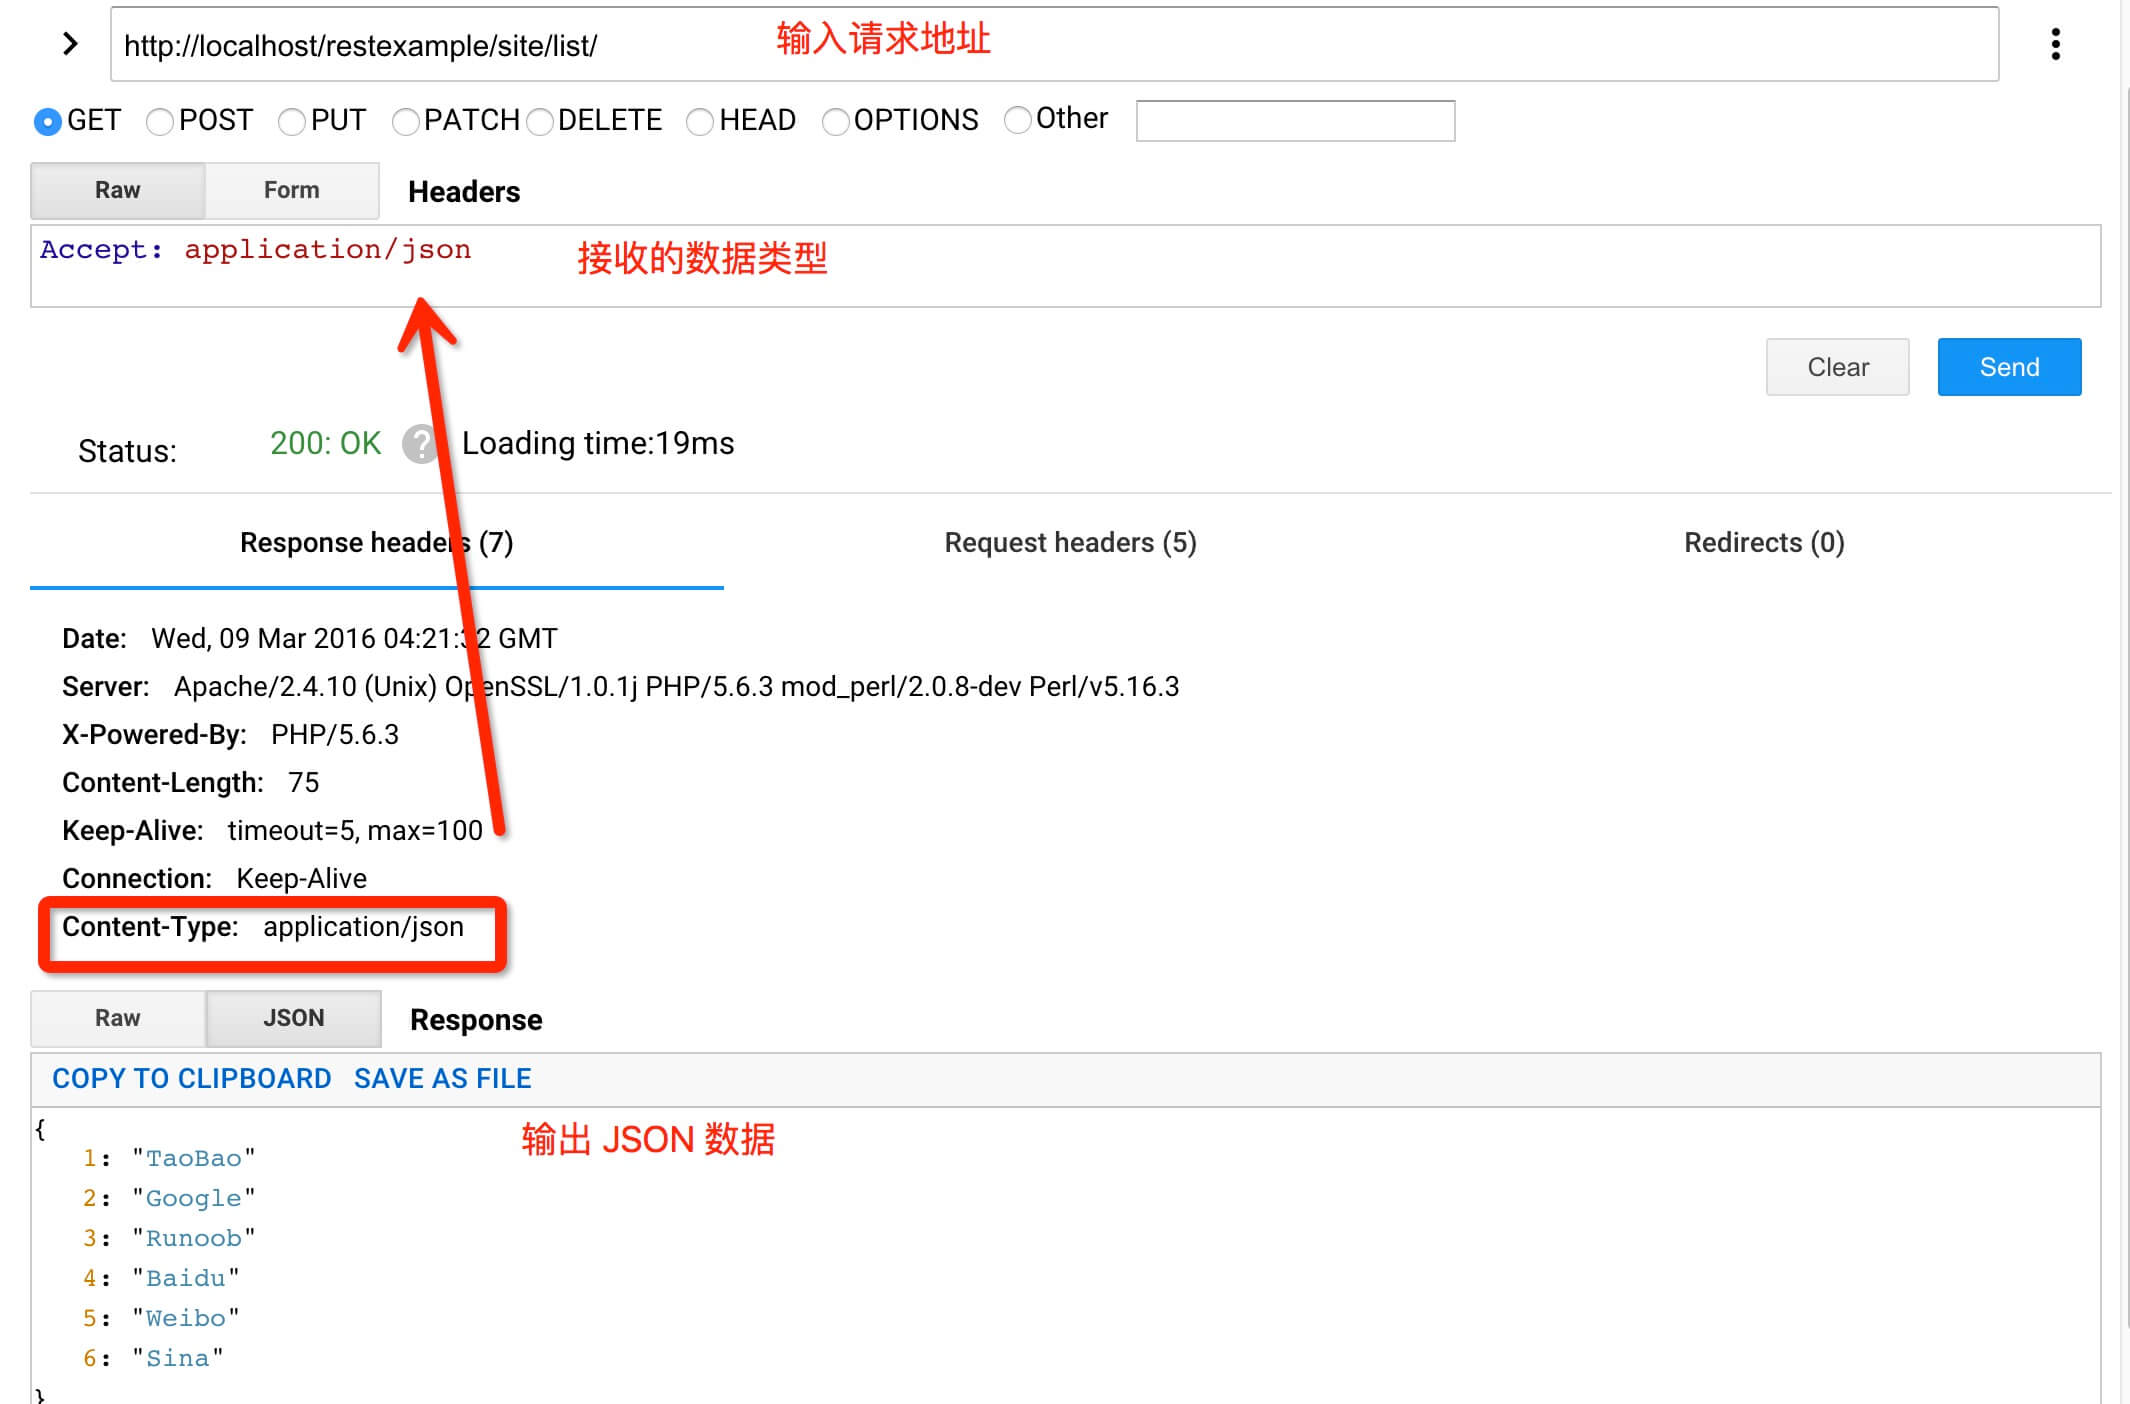 http://localhost/restexample/site/list/ 输入请求地址
GET POST PUT PATCH DELETE HEAD OPTIONS Other
Raw Form Headers
Accept: application/json 接收的数据类型
Clear Send
Status: 200: OK ? Loading time:19ms
Response headers (7) Request headers (5) Redirects (0)
Date: Wed, 09 Mar 2016 04:21:32 GMT
Server: Apache/2.4.10 (Unix) OpenSSL/1.0.1j PHP/5.6.3 mod_perl/2.0.8-dev Perl/v5.16.3
X-Powered-By: PHP/5.6.3
Content-Length: 75
Keep-Alive: timeout=5, max=100
Connection: Keep-Alive
Content-Type: application/json
Raw JSON Response
COPY TO CLIPBOARD SAVE AS FILE
{
输出 JSON 数据
1: "TaoBao"
2: "Google"
3: "Runoob"
4: "Baidu"
5: "Weibo"
6: "Sina"
}